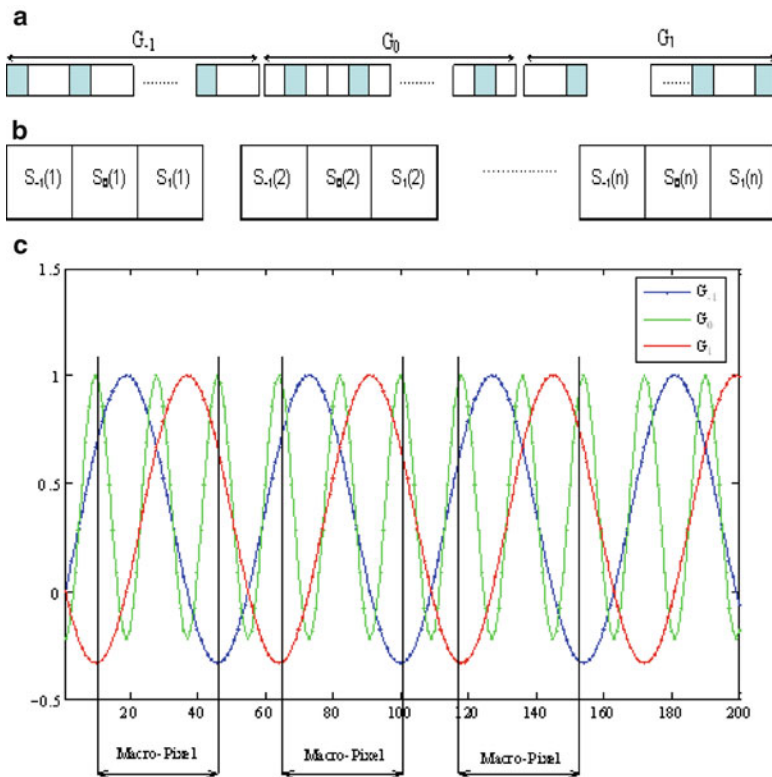 a
G-1 G0 G1
......... ......... .......
b
S-1(1) S0(1) S1(1) S-1(2) S0(2) S1(2) ............... S-1(n) S0(n) S1(n)
c
1.5
G-1
G0
G1
1
0.5
0
-0.5
20 40 60 80 100 120 140 160 180 200
Macro-Pixel Macro-Pixel Macro-Pixel